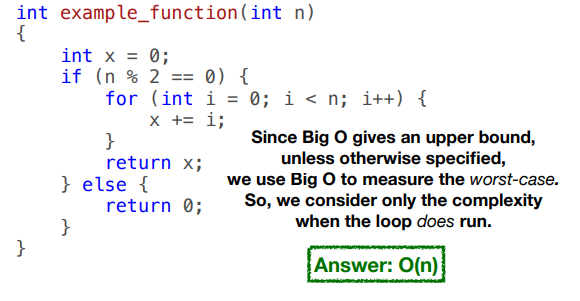 int example_function(int n)
{
    int x = 0;
    if (n % 2 == 0) {
        for (int i = 0; i < n; i++) {
            x += i;
        }
        return x;
    } else {
        return 0;
    }
}
Since Big O gives an upper bound,
unless otherwise specified,
we use Big O to measure the worst-case.
So, we consider only the complexity
when the loop does run.
Answer: O(n)